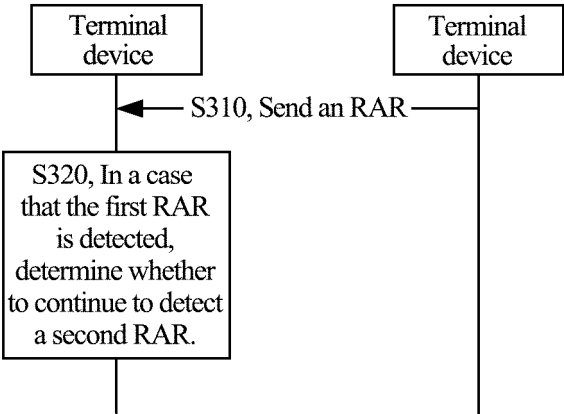 Terminal
device
Terminal
device
S310, Send an RAR
S320, In a case
that the first RAR
is detected,
determine whether
to continue to detect
a second RAR.